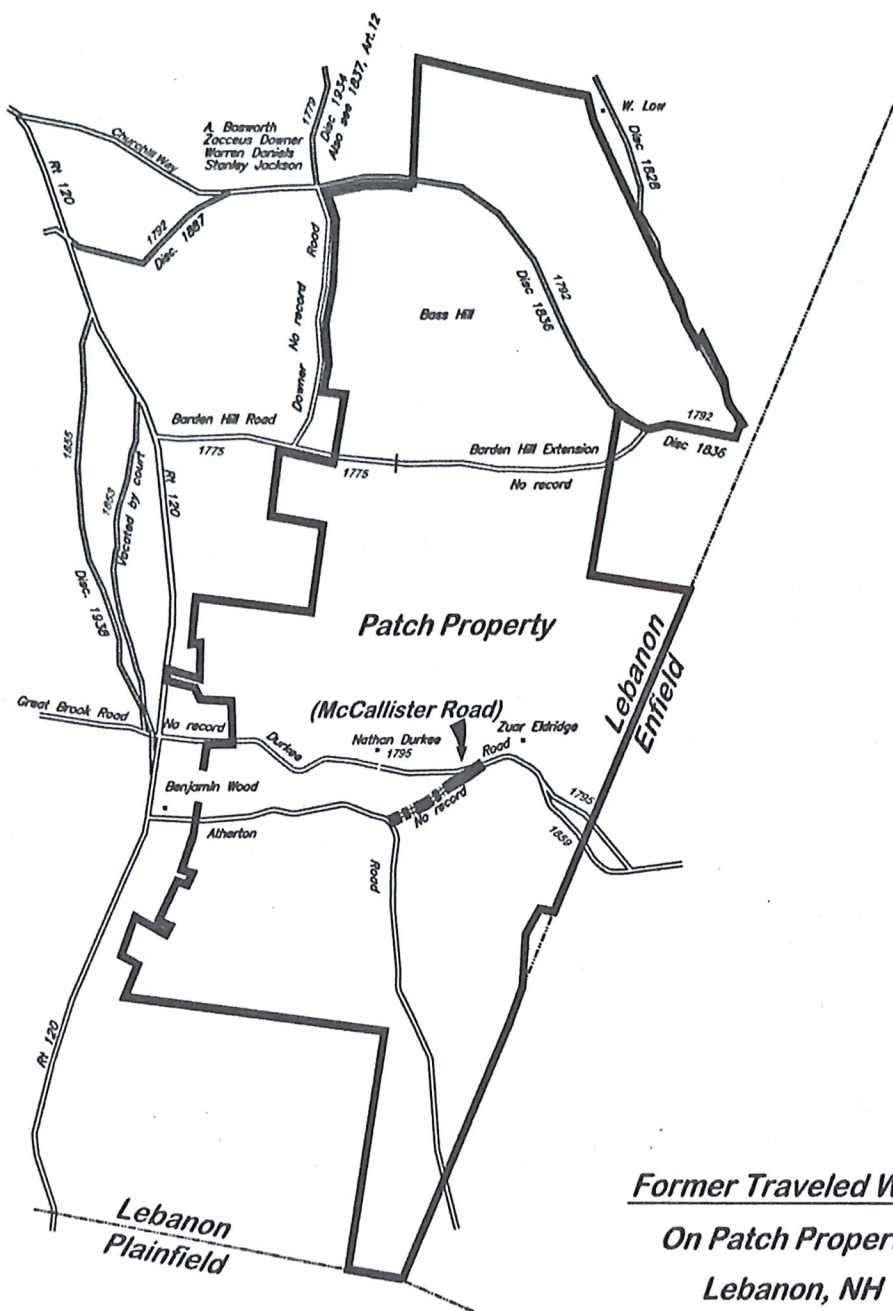 1779
Disc 1934
Also see 1837, Art.12
A. Bosworth
Zacceus Downer
Warren Daniels
Stanley Jackson
W. Low
Disc 1828
Churchill Way
Rt 120
1792
Disc. 1887
Downer Road
No record
Bass Hill
1792
Disc 1836
Barden Hill Road
1775
1775
Barden Hill Extension
No record
1792
Disc 1836
1855
Disc. 1938
1853
Vacated by court
Rt 120
Patch Property
Lebanon
Enfield
(McCallister Road)
Great Brook Road
No record
Durkee Road
Nathan Durkee
1795
Zuar Eldridge
No record
1795
1859
Benjamin Wood
Atherton Road
Rt 120
Lebanon
Plainfield
Former Traveled
On Patch
Lebanon, NH